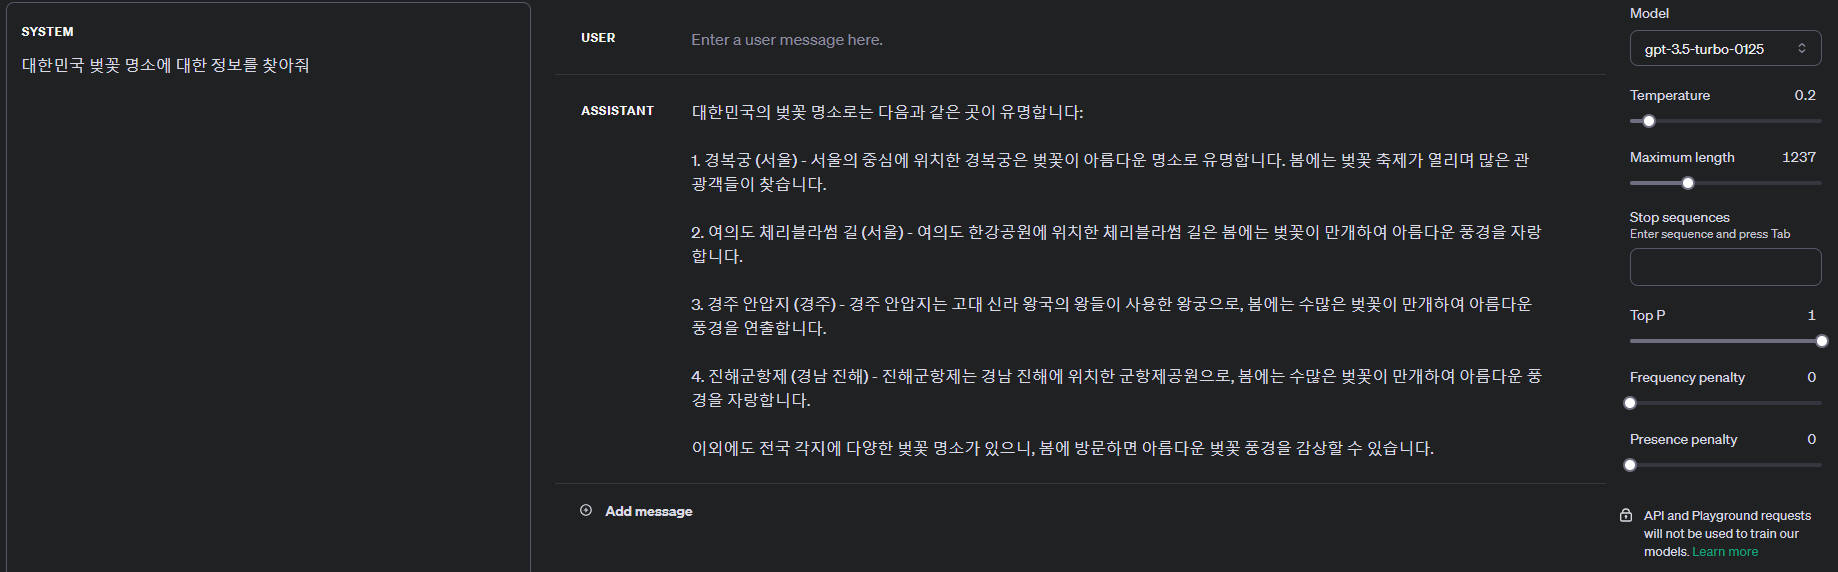 SYSTEM
대한민국 벚꽃 명소에 대한 정보를 찾아줘
USER
Enter a user message here.
ASSISTANT
대한민국의 벚꽃 명소로는 다음과 같은 곳이 유명합니다:
1. 경복궁 (서울) - 서울의 중심에 위치한 경복궁은 벚꽃이 아름다운 명소로 유명합니다. 봄에는 벚꽃 축제가 열리며 많은 관
광객들이 찾습니다.
2. 여의도 체리블라썸 길 (서울) - 여의도 한강공원에 위치한 체리블라썸 길은 봄에는 벚꽃이 만개하여 아름다운 풍경을 자랑
합니다.
3. 경주 안압지 (경주) - 경주 안압지는 고대 신라 왕국의 왕들이 사용한 왕궁으로, 봄에는 수많은 벚꽃이 만개하여 아름다운
풍경을 연출합니다.
4. 진해군항제 (경남 진해) - 진해군항제는 경남 진해에 위치한 군항제공원으로, 봄에는 수많은 벚꽃이 만개하여 아름다운 풍
경을 자랑합니다.
이외에도 전국 각지에 다양한 벚꽃 명소가 있으니, 봄에 방문하면 아름다운 벚꽃 풍경을 감상할 수 있습니다.
Add message
Model
gpt-3.5-turbo-0125
Temperature 0.2
Maximum length 1237
Stop sequences
Enter sequence and press Tab
Top P 1
Frequency penalty 0
Presence penalty 0
API and Playground requests
will not be used to train our
models. Learn more